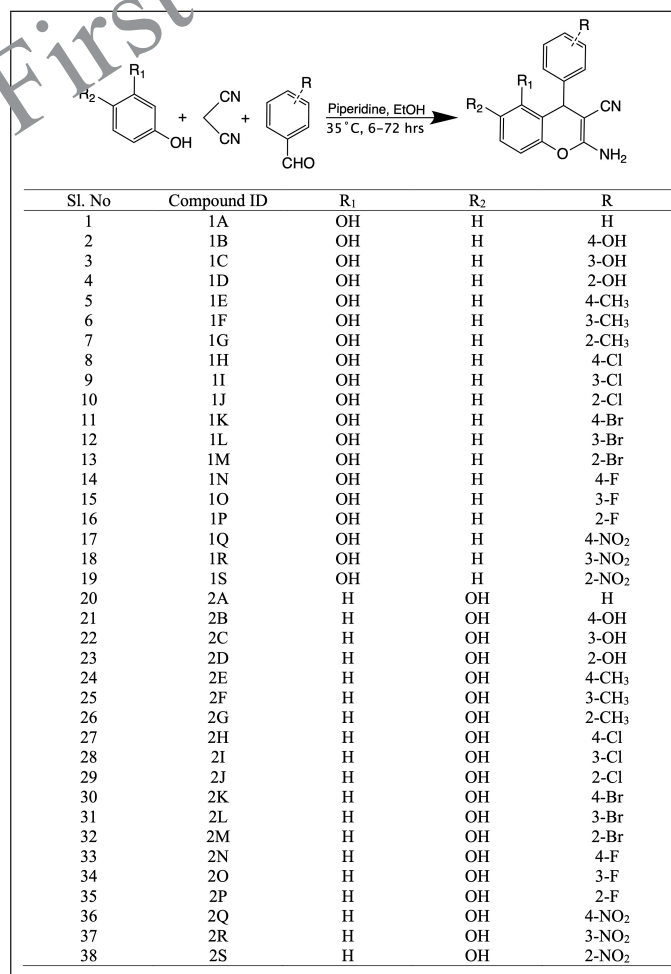 First
R
R1
R
R1
R2
R2
CN
Piperidine, EtOH
CN
+
+
CN
35˚C, 6–72 hrs
OH
O
NH2
CHO
Sl. No Compound ID R1 R2 R
1 1A OH H H
2 1B OH H 4-OH
3 1C OH H 3-OH
4 1D OH H 2-OH
5 1E OH H 4-CH3
6 1F OH H 3-CH3
7 1G OH H 2-CH3
8 1H OH H 4-Cl
9 1I OH H 3-Cl
10 1J OH H 2-Cl
11 1K OH H 4-Br
12 1L OH H 3-Br
13 1M OH H 2-Br
14 1N OH H 4-F
15 1O OH H 3-F
16 1P OH H 2-F
17 1Q OH H 4-NO2
18 1R OH H 3-NO2
19 1S OH H 2-NO2
20 2A H OH H
21 2B H OH 4-OH
22 2C H OH 3-OH
23 2D H OH 2-OH
24 2E H OH 4-CH3
25 2F H OH 3-CH3
26 2G H OH 2-CH3
27 2H H OH 4-Cl
28 2I H OH 3-Cl
29 2J H OH 2-Cl
30 2K H OH 4-Br
31 2L H OH 3-Br
32 2M H OH 2-Br
33 2N H OH 4-F
34 2O H OH 3-F
35 2P H OH 2-F
36 2Q H OH 4-NO2
37 2R H OH 3-NO2
38 2S H OH 2-NO2